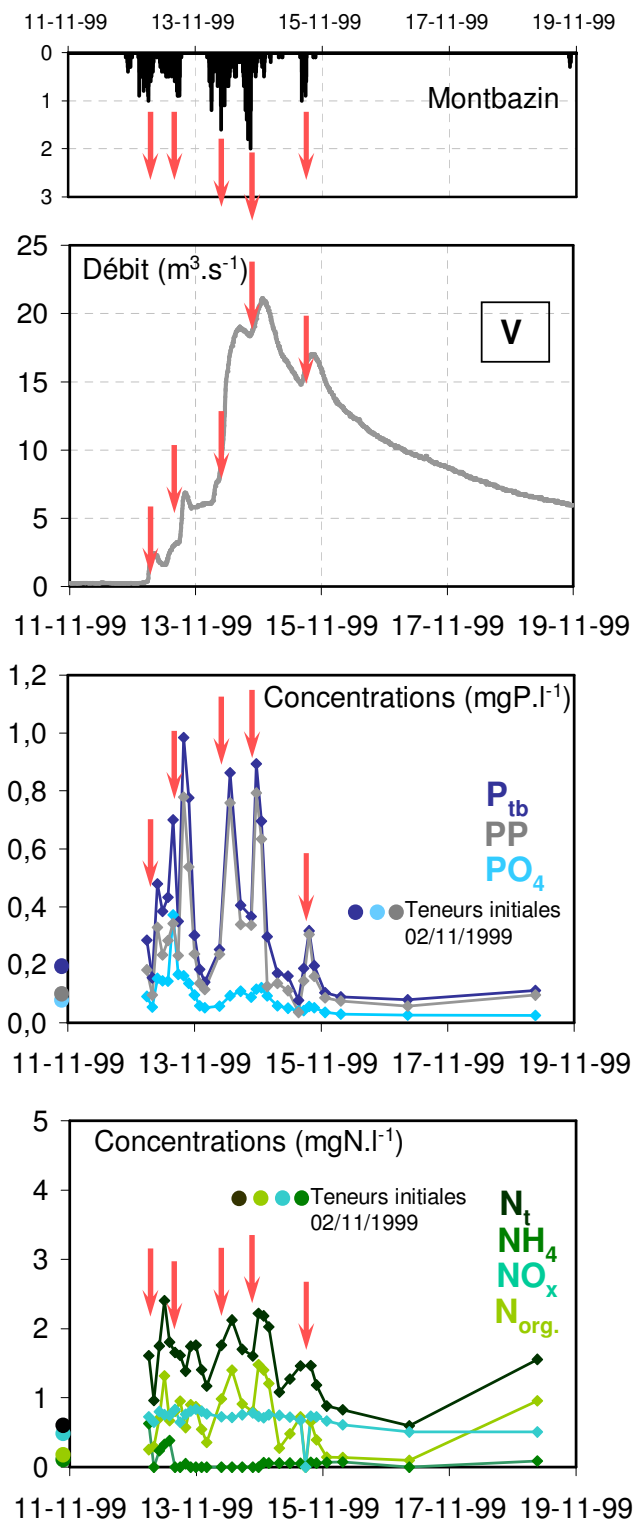 11-11-99 13-11-99 15-11-99 17-11-99 19-11-99
0
1
2
3
Montbazin
25
20
15
10
5
0
Débit (m³.s⁻¹)
V
11-11-99 13-11-99 15-11-99 17-11-99 19-11-99
1,2
1,0
0,8
0,6
0,4
0,2
0,0
Concentrations (mgP.l⁻¹)
P_tb
PP
PO₄
Teneurs initiales
02/11/1999
11-11-99 13-11-99 15-11-99 17-11-99 19-11-99
5
4
3
2
1
0
Concentrations (mgN.l⁻¹)
Teneurs initiales
02/11/1999
N_t
NH₄
NO_x
N_org.
11-11-99 13-11-99 15-11-99 17-11-99 19-11-99